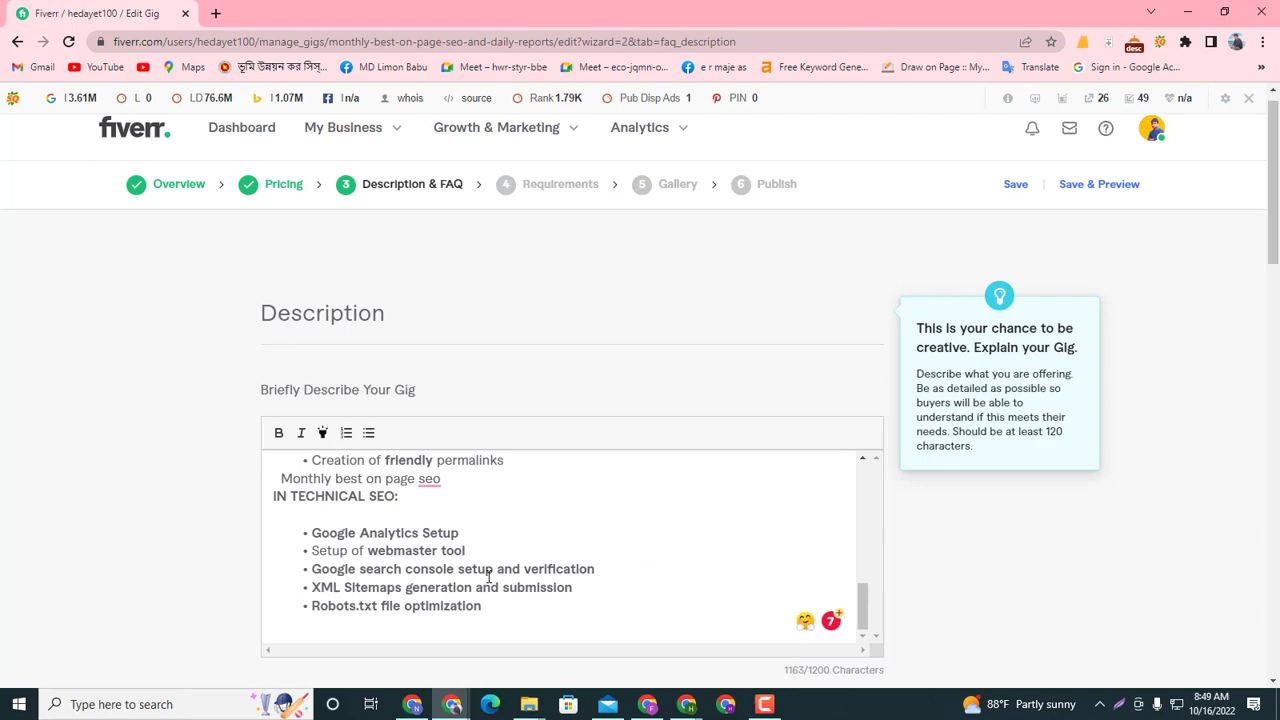 Fiverr / hedayet100 / Edit Gig
fiverr.com/users/hedayet100/manage_gigs/monthly-best-on-page-seo-and-daily-reports/edit?wizard=2&tab=faq_description
desc
Gmail
YouTube
Maps
ভূমি উন্নয়ন কর সিস্...
MD Limon Babu
Meet – hwr-styr-bbe
Meet – eco-jqmn-o...
e r maje as
Free Keyword Gene...
Draw on a Page :: My...
Translate
Sign in - Google Ac...
»
I 3.61M
L 0
LD 76.6M
I 1.07M
I n/a
whois
source
Rank 1.79K
Pub Disp Ads 1
PIN 0
26
49
n/a
fiverr.
Dashboard
My Business
Growth & Marketing
Analytics
Overview
Pricing
3 Description & FAQ
4 Requirements
5 Gallery
6 Publish
Save
Save & Preview
Description
This is your chance to be
creative. Explain your Gig.
Describe what you are offering.
Be as detailed as possible so
buyers will be able to
understand if this meets their
needs. Should be at least 120
characters.
Briefly Describe Your Gig
B I
• Creation of friendly permalinks
Monthly best on page seo
IN TECHNICAL SEO:
• Google Analytics Setup
• Setup of webmaster tool
• Google search console setup and verification
• XML Sitemaps generation and submission
• Robots.txt file optimization
7
1163/1200 Characters
Type here to search
88°F Partly sunny
8:49 AM
10/16/2022